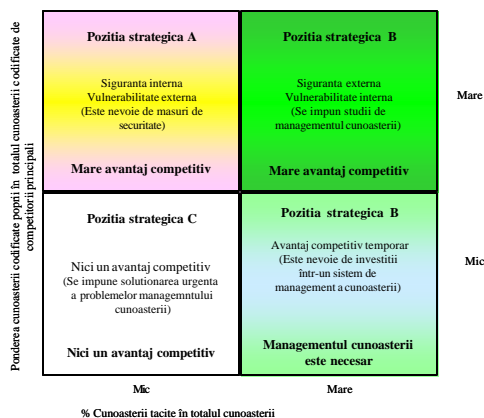 Ponderea cunoasterii codificate poprii în totalul cunoasterii codificate de
competitorii principali
Pozitia strategica A
Siguranta interna
Vulnerabilitate externa
(Este nevoie de masuri de
securitate)
Mare avantaj competitiv
Pozitia strategica B
Siguranta externa
Vulnerabilitate interna
(Se impun studii de
managementul cunoasterii)
Mare avantaj competitiv
Mare
Pozitia strategica C
Nici un avantaj competitiv
(Se impune solutionarea urgenta
a problemelor managmntului
cunoasterii)
Nici un avantaj competitiv
Pozitia strategica B
Avantaj competitiv temporar
(Este nevoie de investitii
într-un sistem de
management a cunoasterii)
Managementul cunoasterii
este necesar
Mic
Mic
Mare
% Cunoasterii tacite în totalul cunoasterii